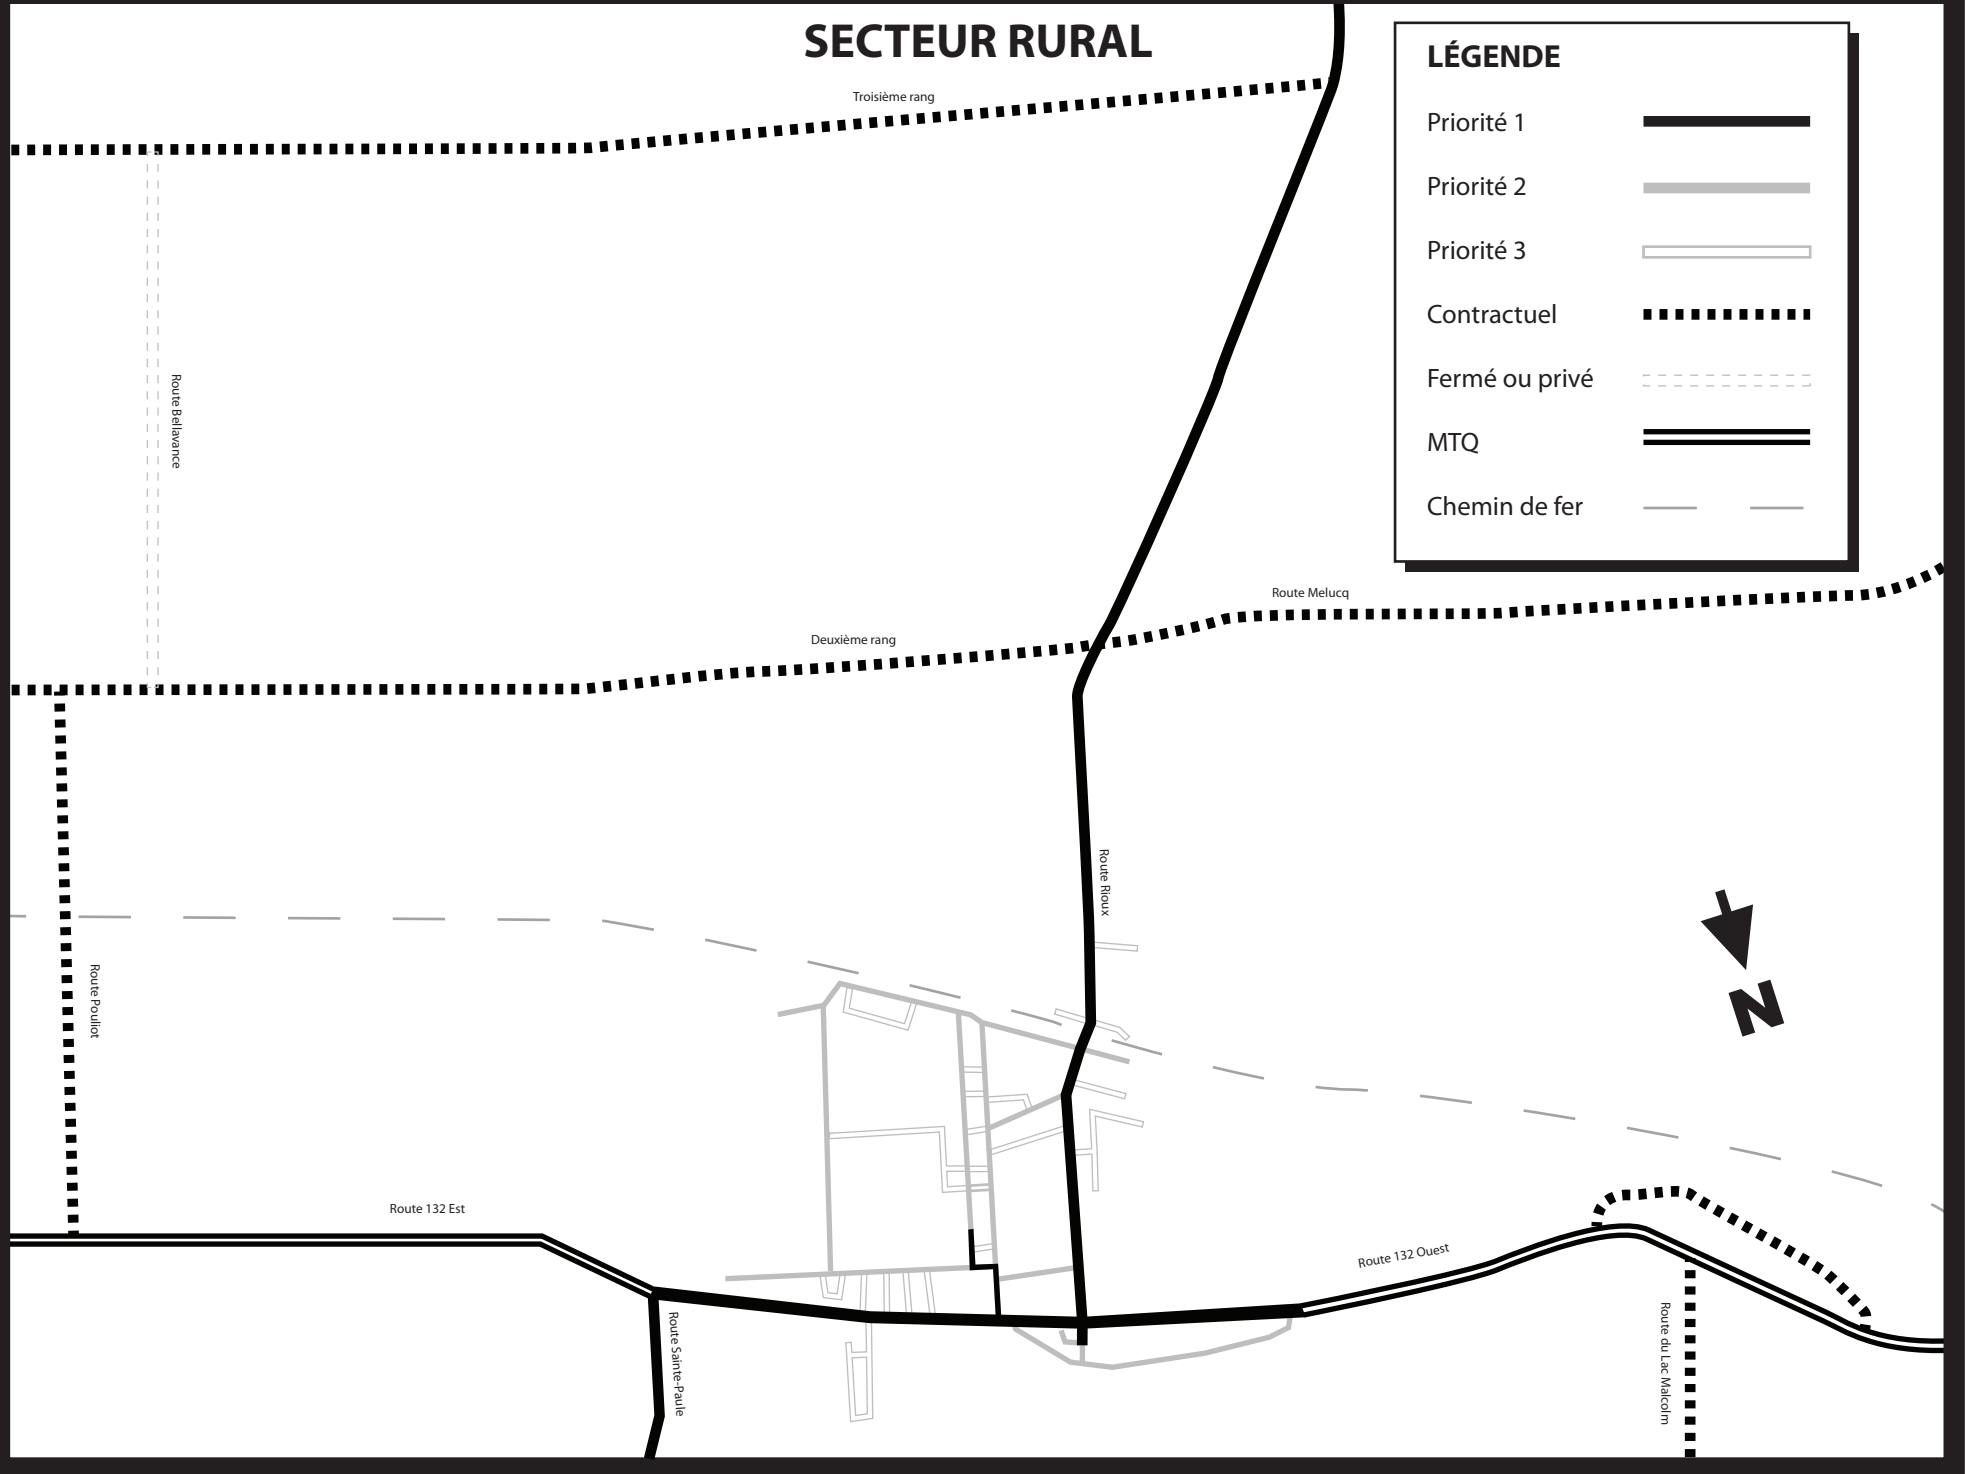 SECTEUR RURAL
LÉGENDE
Priorité 1
Priorité 2
Priorité 3
Contractuel
Fermé ou privé
MTQ
Chemin de fer
Troisième rang
Route Bellavance
Route Melucq
Deuxième rang
Route Rioux
Route Pouliot
N
Route 132 Est
Route 132 Ouest
Route Sainte-Paule
Route du Lac Malcolm